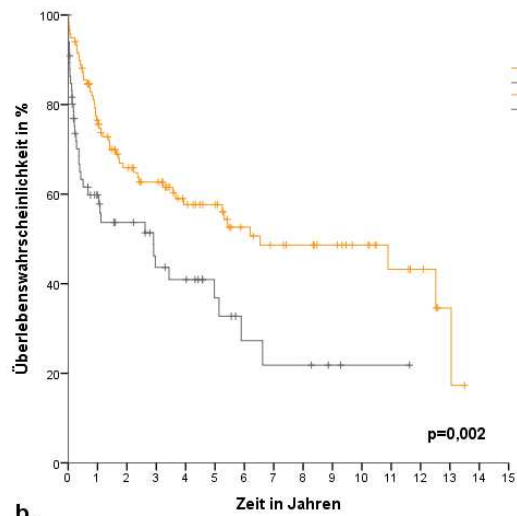 Überlebenswahrscheinlichkeit in %
100
80
60
40
20
0
0 1 2 3 4 5 6 7 8 9 10 11 12 13 14 15
p=0,002
Zeit in Jahren
b.